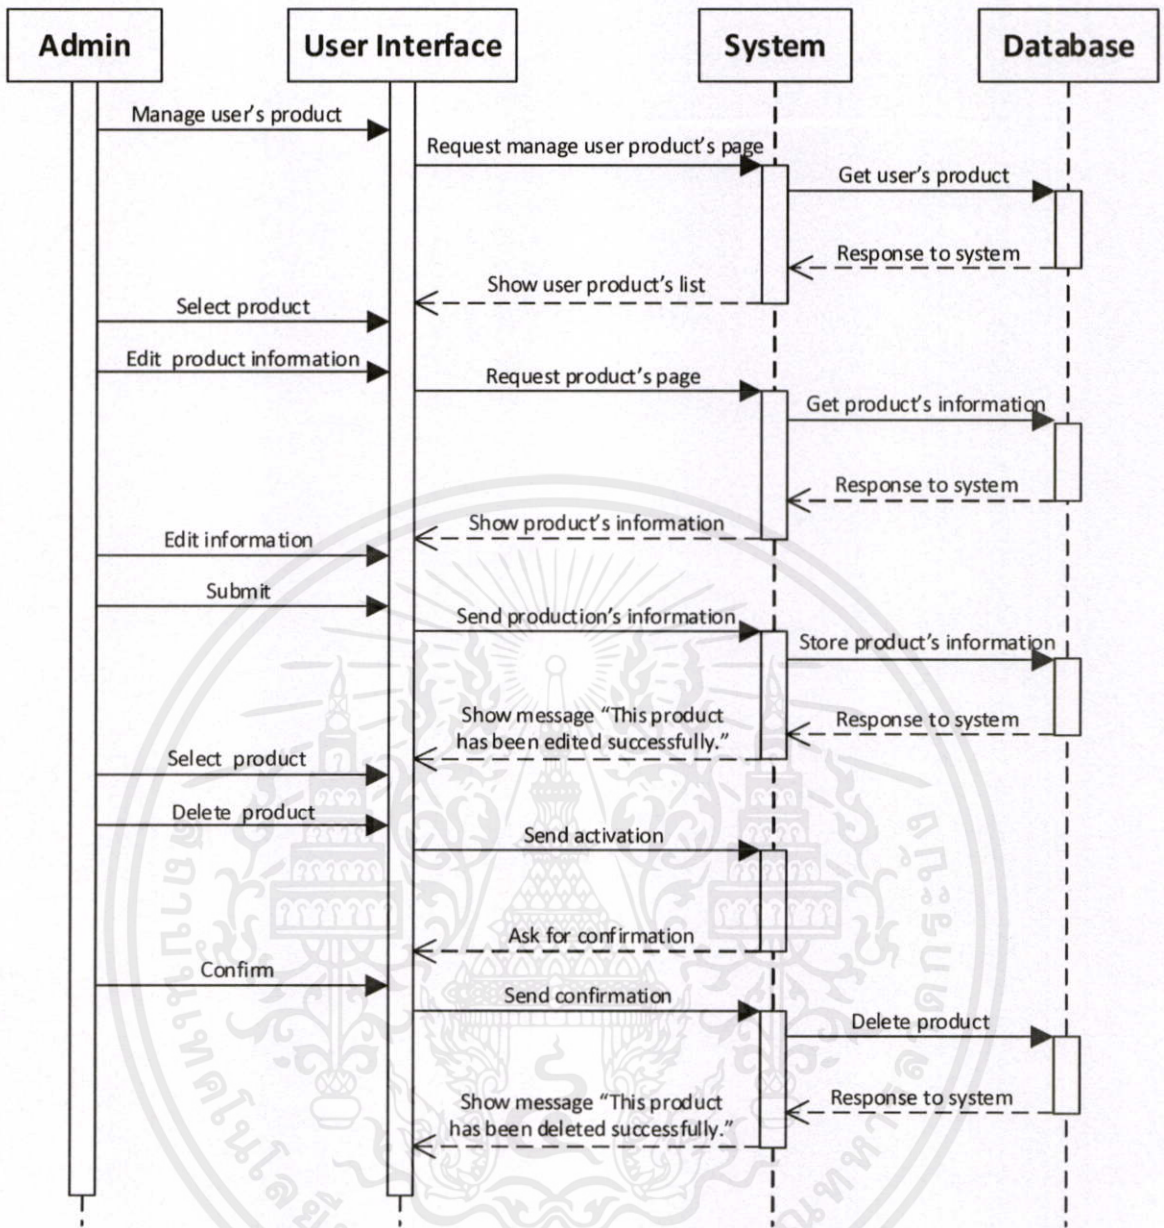 Admin
User Interface
System
Database
Manage user's product
Request manage user product's page
Get user's product
Response to system
Show user product's list
Select product
Edit product information
Request product's page
Get product's information
Response to system
Show product's information
Edit information
Submit
Send production's information
Store product's information
Show message “This product
has been edited successfully.”
Response to system
Select product
Delete product
Send activation
Ask for confirmation
Confirm
Send confirmation
Delete product
Response to system
Show message “This product
has been deleted successfully.”